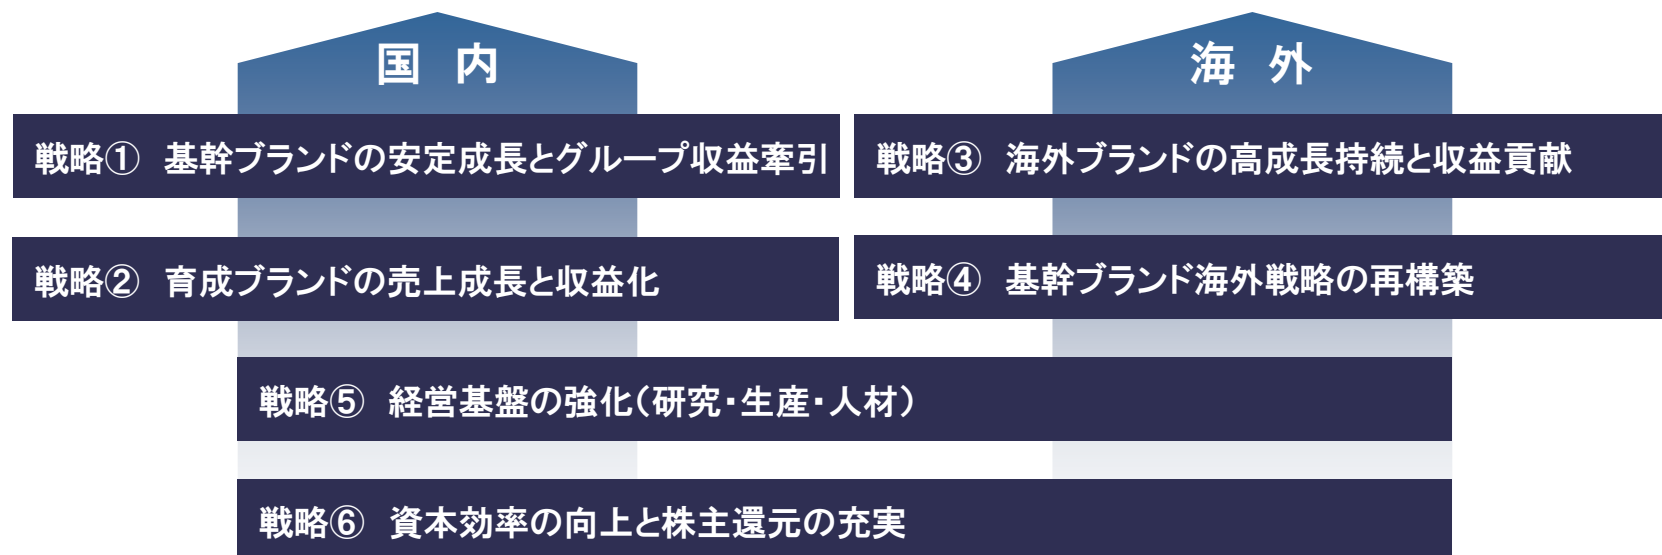 国 内
戦略① 基幹ブランドの安定成長とグループ収益牽引
戦略② 育成ブランドの売上成長と収益化
海 外
戦略③ 海外ブランドの高成長持続と収益貢献
戦略④ 基幹ブランド海外戦略の再構築
戦略⑤ 経営基盤の強化(研究・生産・人材)
戦略⑥ 資本効率の向上と株主還元の充実